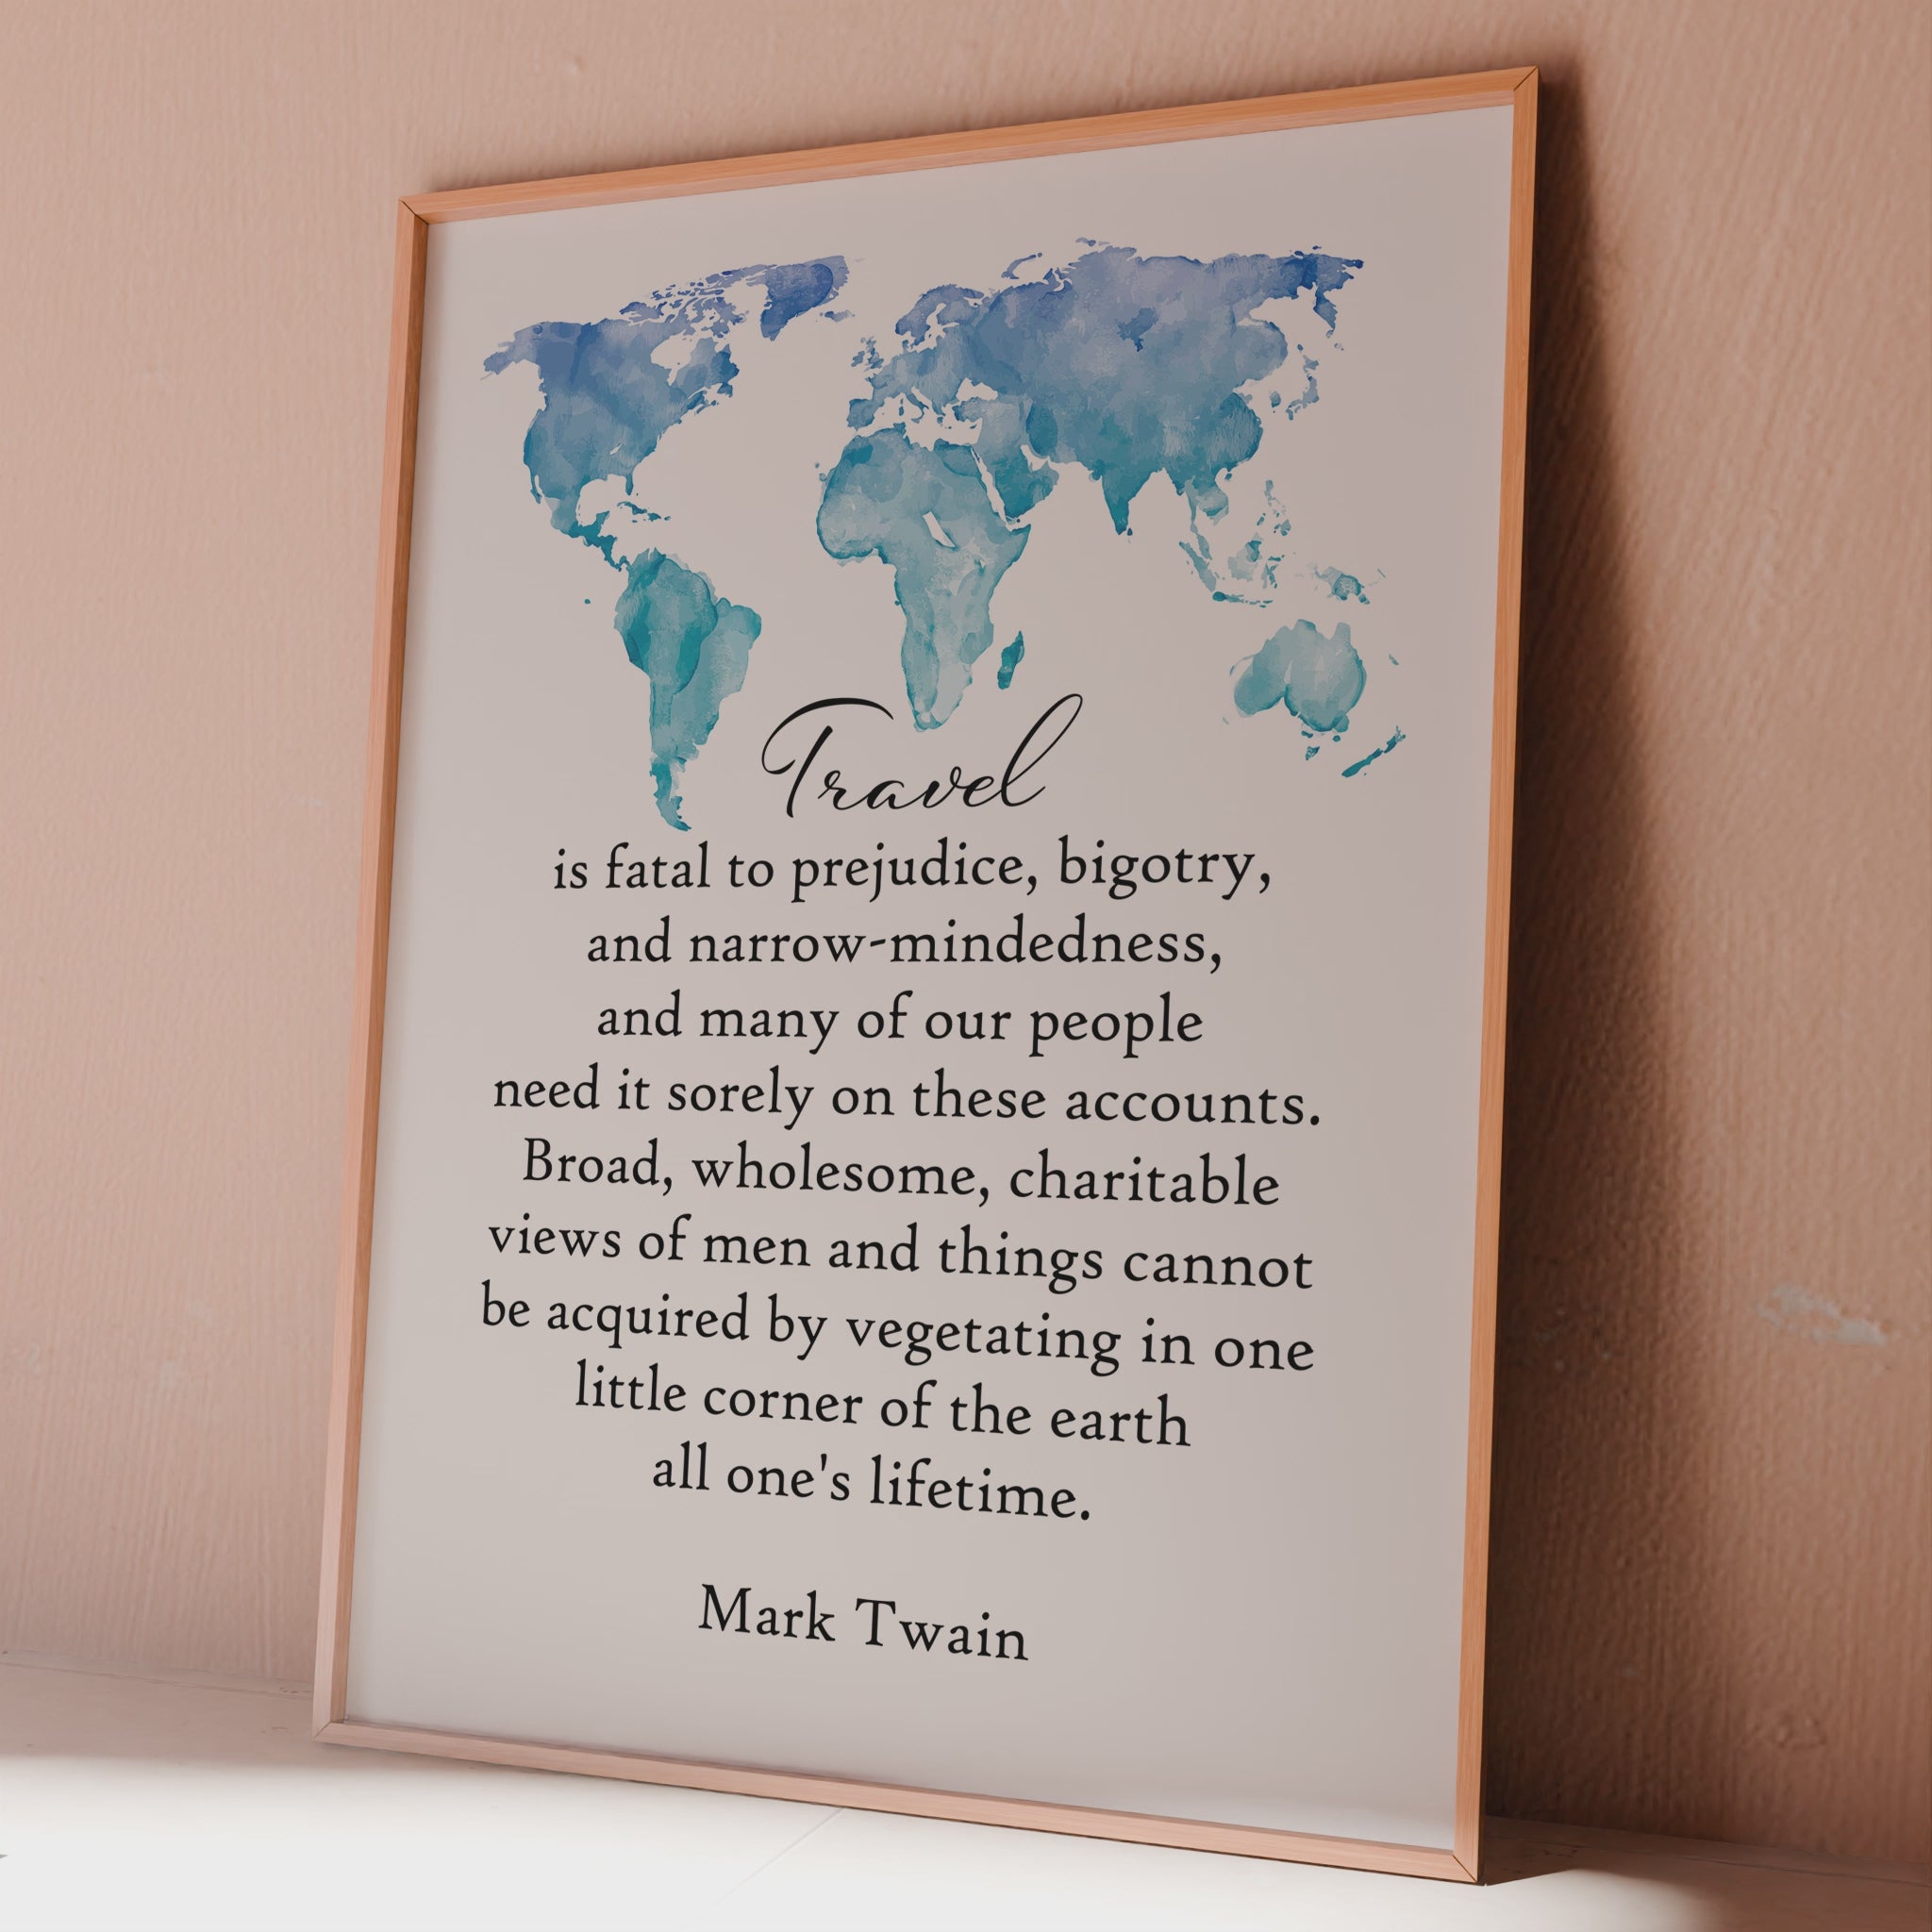 Travel
is fatal to prejudice, bigotry,
and narrow-mindedness,
and many of our people
need it sorely on these accounts.
Broad, wholesome, charitable
views of men and things cannot
be acquired by vegetating in one
little corner of the earth
all one's lifetime.
Mark Twain